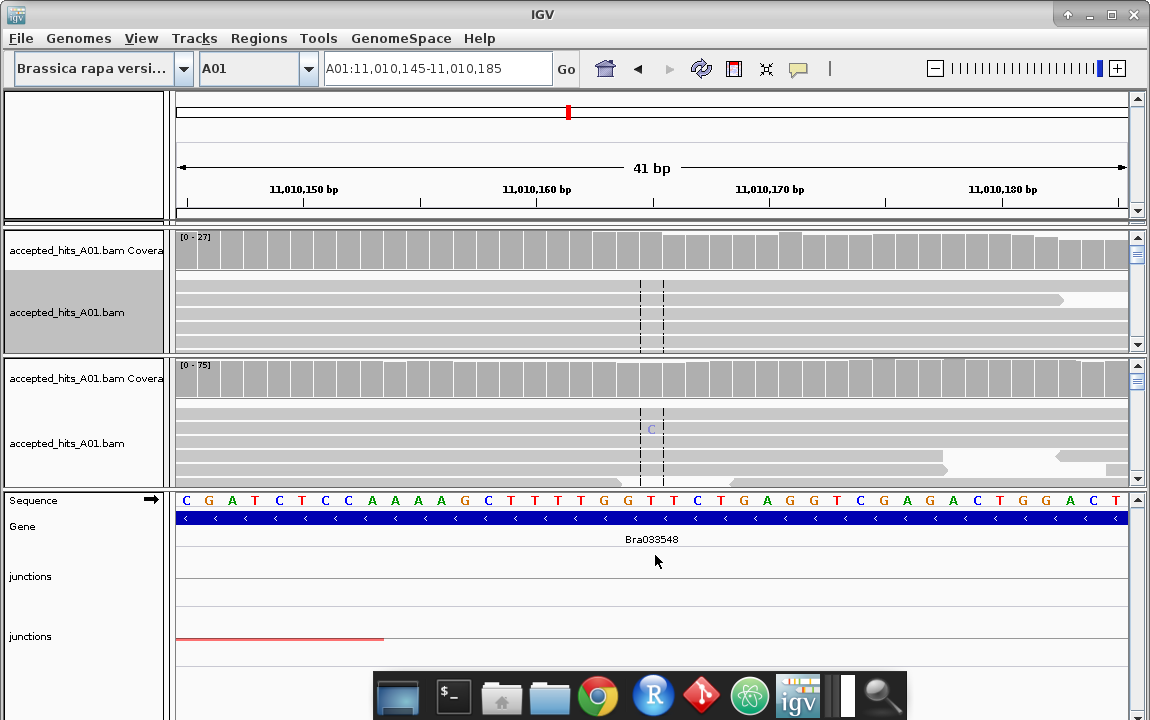 IGV
File Genomes View Tracks Regions Tools GenomeSpace Help
Brassica rapa versi... A01 A01:11,010,145-11,010,185 Go
41 bp
11,010,150 bp 11,010,160 bp 11,010,170 bp 11,010,180 bp
[0 - 27]
accepted_hits_A01.bam Covera
accepted_hits_A01.bam
[0 - 75]
accepted_hits_A01.bam Covera
C
accepted_hits_A01.bam
Sequence C G A T C T C C A A A A G C T T T T G G T T C T G A G G T C G A G A C T G G A C T
Gene
Bra033548
junctions
junctions
igv